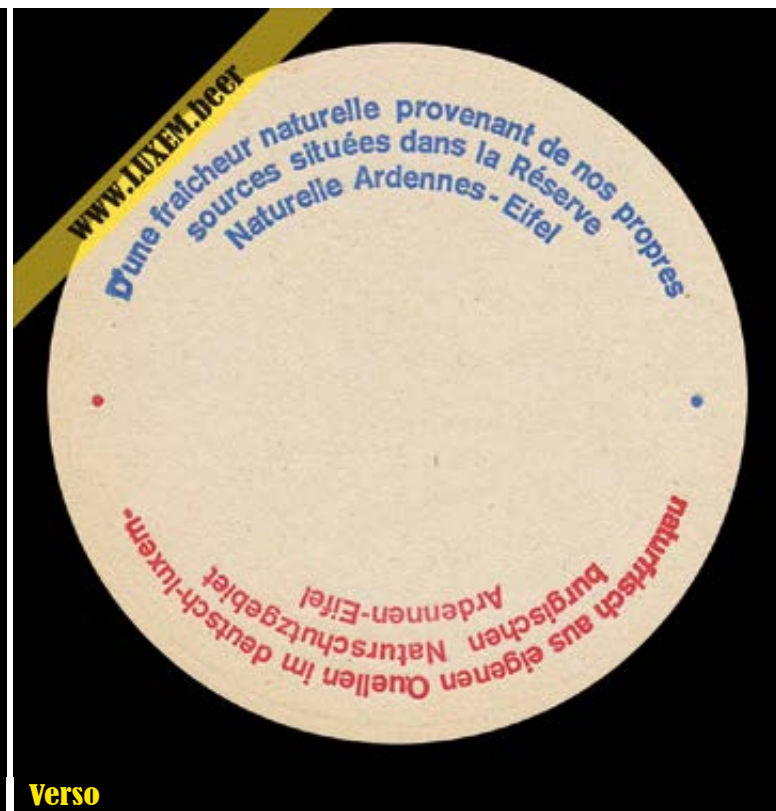 www.LUXEM.beer
D'une fraîcheur naturelle provenant de nos propres
sources situées dans la Réserve
Naturelle Ardennes-Eifel
naturfrisch aus eigenen Quellen im deutsch-luxem-
burgischen Naturschutzgebiet
Ardennen-Eifel
Verso